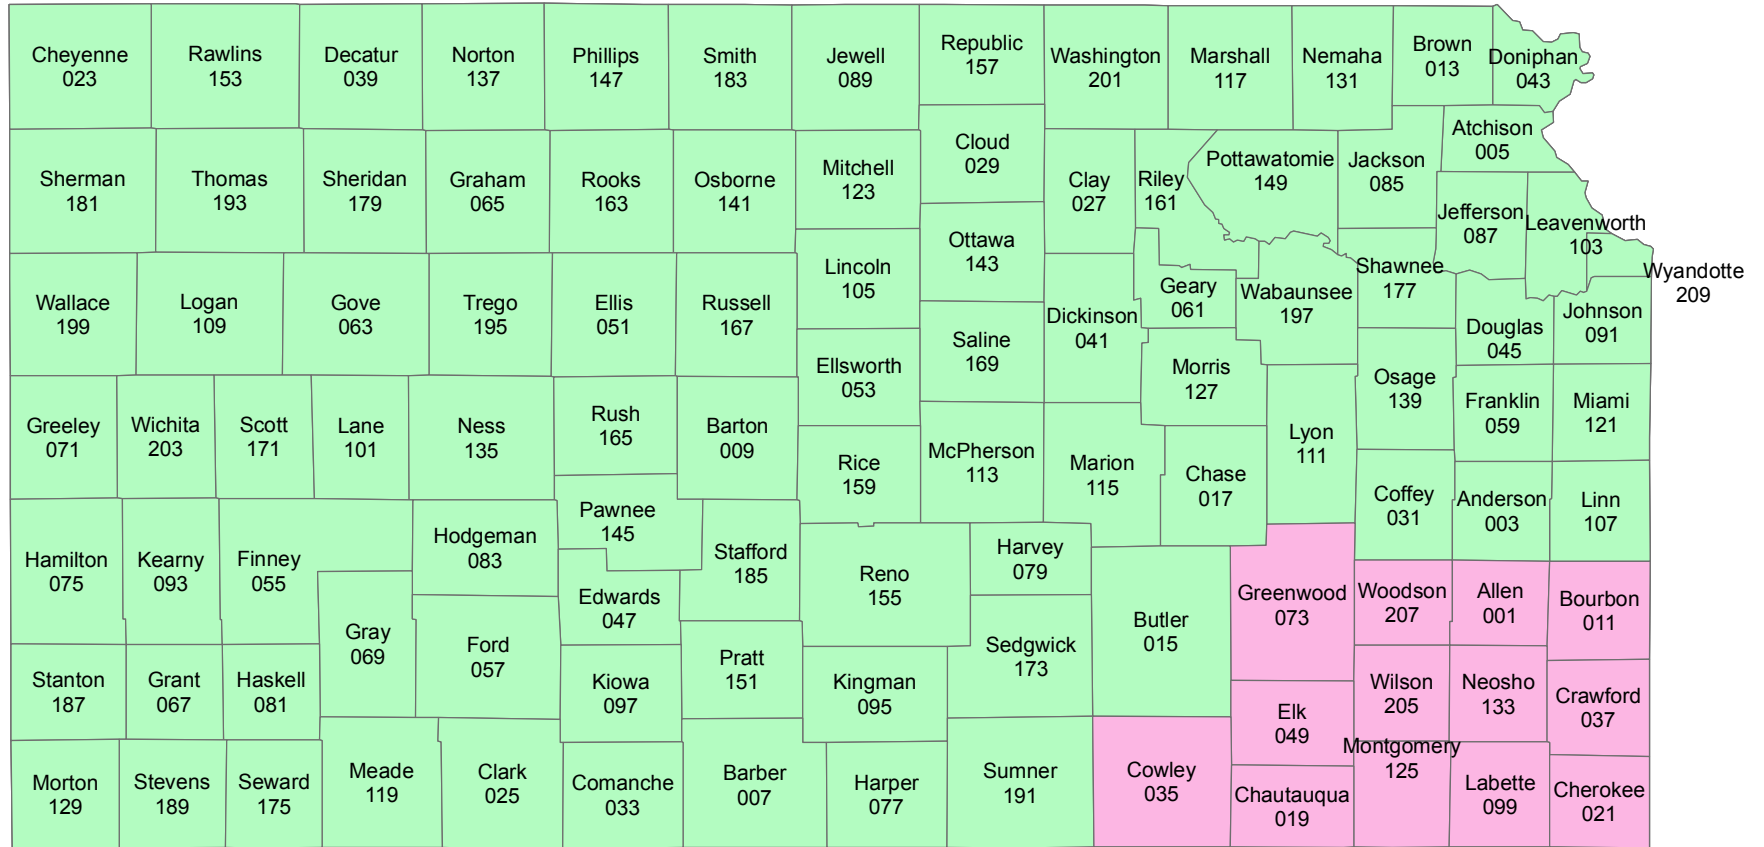 Cheyenne
023
Rawlins
153
Decatur
039
Norton
137
Phillips
147
Smith
183
Jewell
089
Republic
157
Washington
201
Marshall
117
Nemaha
131
Brown
013
Doniphan
043
Sherman
181
Thomas
193
Sheridan
179
Graham
065
Rooks
163
Osborne
141
Mitchell
123
Cloud
029
Clay
027
Riley
161
Pottawatomie
149
Jackson
085
Atchison
005
Jefferson
087
Leavenworth
103
Wyandotte
209
Wallace
199
Logan
109
Gove
063
Trego
195
Ellis
051
Russell
167
Lincoln
105
Ottawa
143
Dickinson
041
Geary
061
Wabaunsee
197
Shawnee
177
Douglas
045
Johnson
091
Greeley
071
Wichita
203
Scott
171
Lane
101
Ness
135
Rush
165
Barton
009
Ellsworth
053
Saline
169
Morris
127
Osage
139
Franklin
059
Miami
121
Rice
159
McPherson
113
Marion
115
Chase
017
Lyon
111
Coffey
031
Anderson
003
Linn
107
Hamilton
075
Kearny
093
Finney
055
Hodgeman
083
Pawnee
145
Stafford
185
Edwards
047
Reno
155
Harvey
079
Butler
015
Greenwood
073
Woodson
207
Allen
001
Bourbon
011
Stanton
187
Grant
067
Haskell
081
Gray
069
Ford
057
Kiowa
097
Pratt
151
Kingman
095
Sedgwick
173
Elk
049
Wilson
205
Neosho
133
Crawford
037
Morton
129
Stevens
189
Seward
175
Meade
119
Clark
025
Comanche
033
Barber
007
Harper
077
Sumner
191
Cowley
035
Chautauqua
019
Montgomery
125
Labette
099
Cherokee
021